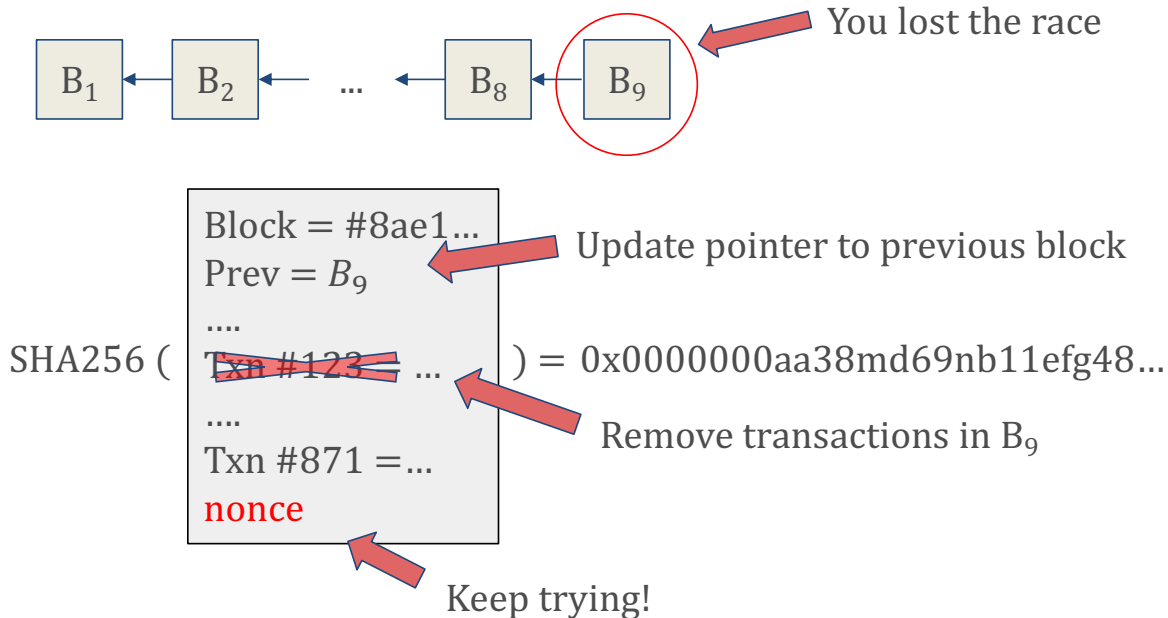 You lost the race
B₁ B₂ ... B₈ B₉
Block = #8ae1...
Prev = B₉
Update pointer to previous block
....
SHA256 ( Txn #123 = ... ) = 0x0000000aa38md69nb11efg48...
....
Remove transactions in B₉
Txn #871 =...
nonce
Keep trying!